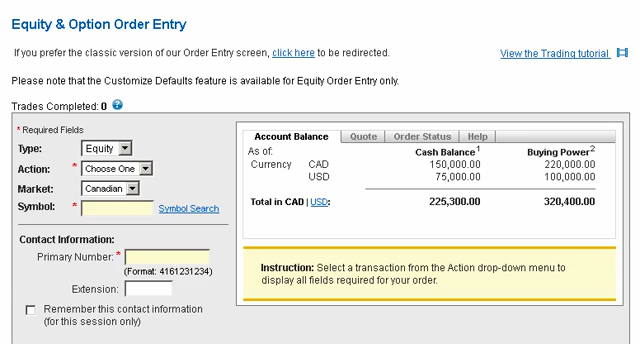 Equity & Option Order Entry
If you prefer the classic version of our Order Entry screen, click here to be redirected.
View the Trading tutorial
Please note that the Customize Defaults feature is available for Equity Order Entry only.
Trades Completed: 0 ?
* Required Fields
Type: Equity
Action: * Choose One
Market: Canadian
Symbol: * Symbol Search
Contact Information:
Primary Number: *
(Format: 4161231234)
Extension:
Remember this contact information
(for this session only)
Account Balance Quote Order Status Help
As of: Cash Balance1 Buying Power2
Currency CAD 150,000.00 220,000.00
USD 75,000.00 100,000.00
Total in CAD | USD: 225,300.00 320,400.00
Instruction: Select a transaction from the Action drop-down menu to
display all fields required for your order.